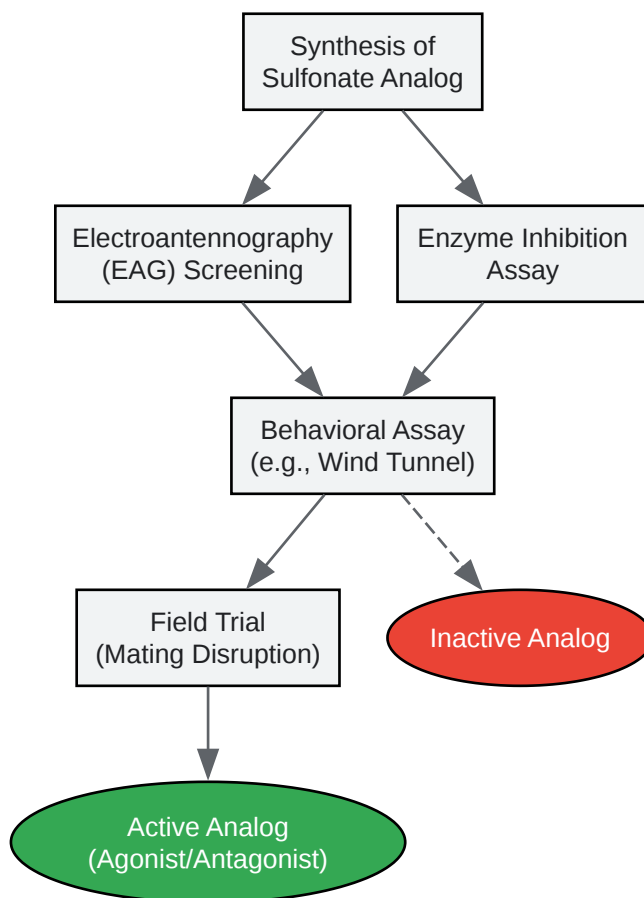 Synthesis of
Sulfonate Analog
Electroantennography
(EAG) Screening
Enzyme Inhibition
Assay
Behavioral Assay
(e.g., Wind Tunnel)
Field Trial
(Mating Disruption)
Inactive Analog
Active Analog
(Agonist/Antagonist)